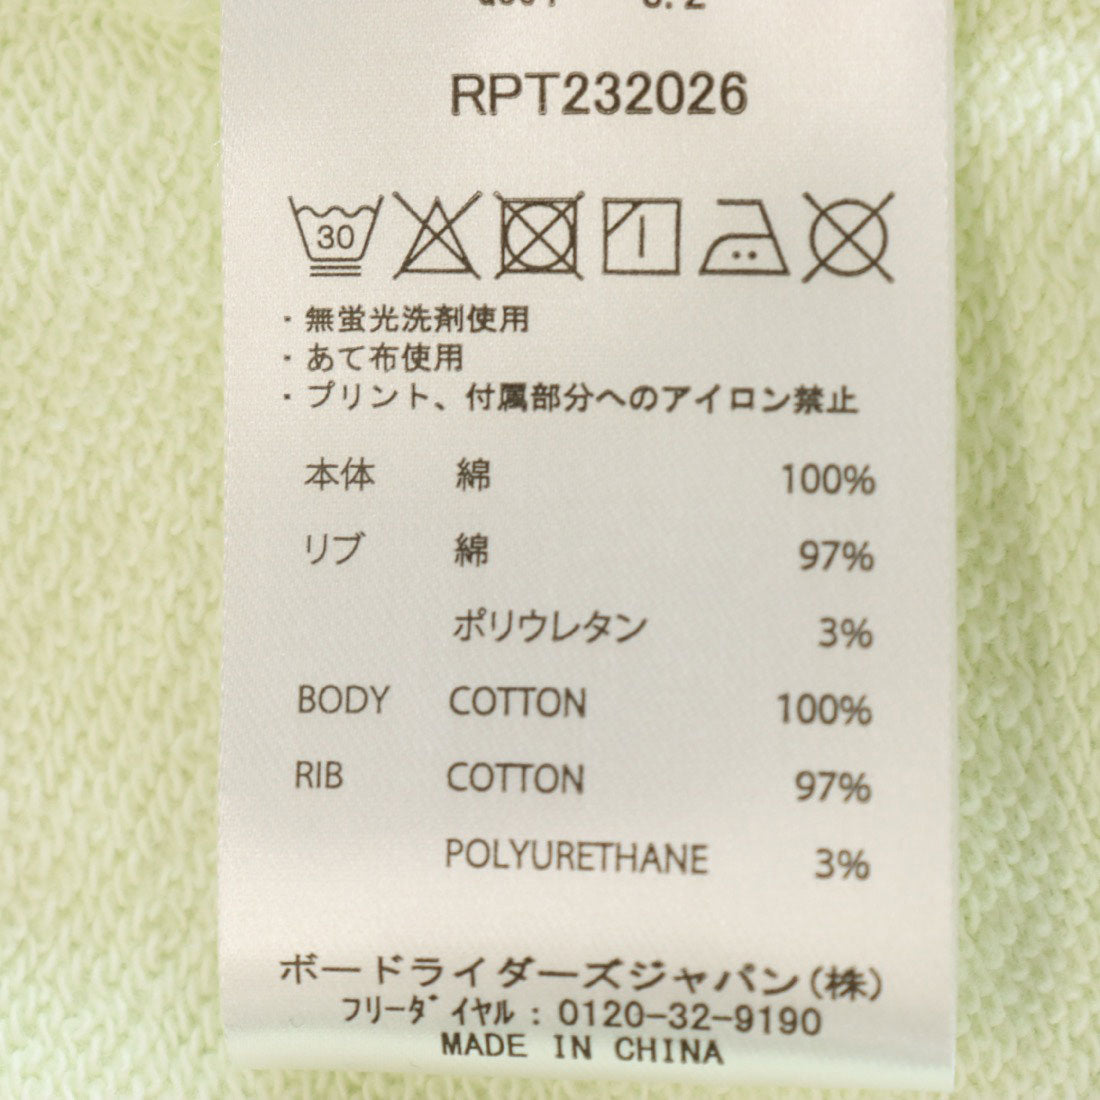 RPT232026
30
・無蛍光洗剤使用
・あて布使用
・プリント、付属部分へのアイロン禁止
本体 綿 100%
リブ 綿 97%
ポリウレタン 3%
BODY COTTON 100%
RIB COTTON 97%
POLYURETHANE 3%
ボードライダーズジャパン(株)
フリーダイヤル : 0120-32-9190
MADE IN CHINA